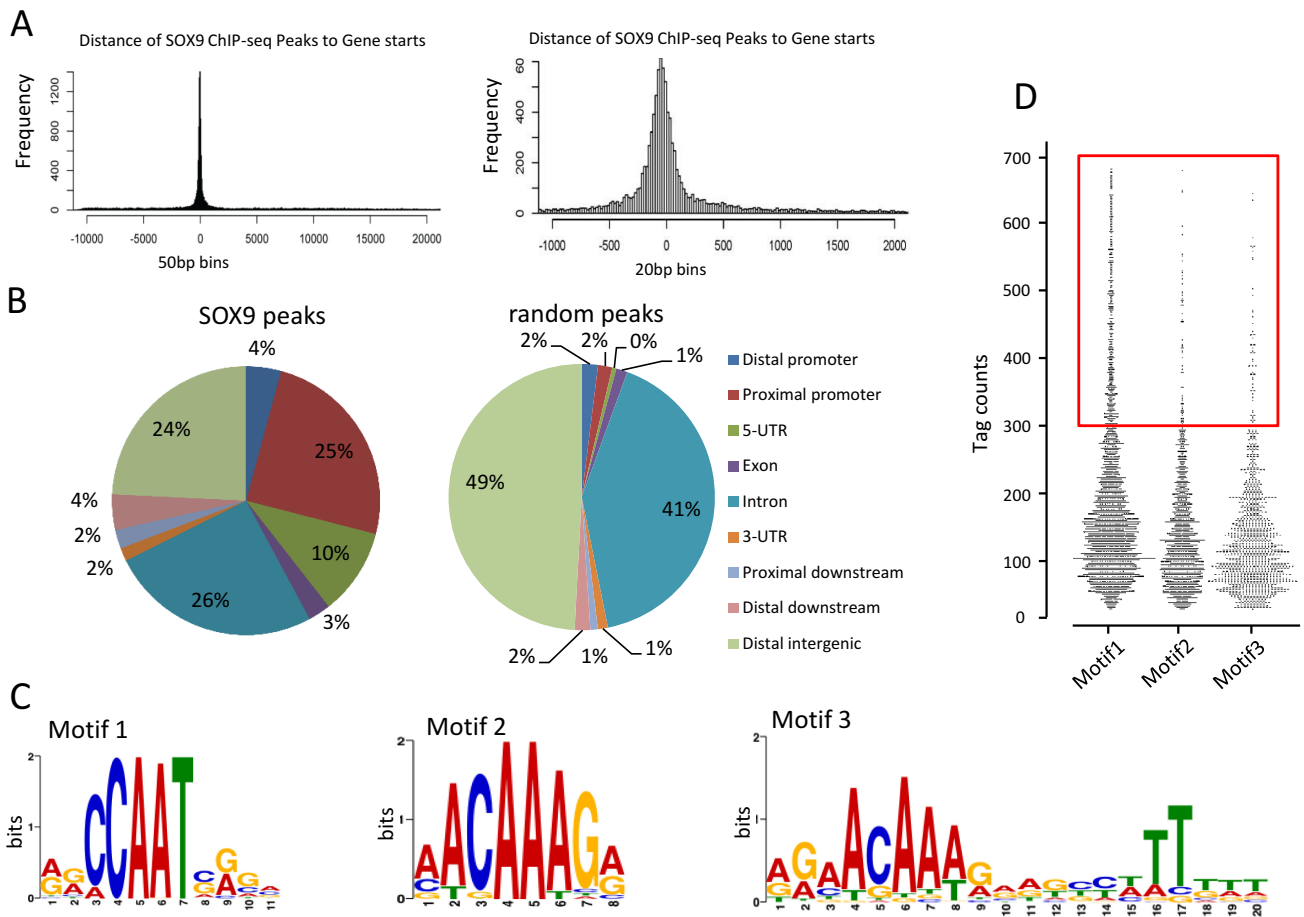 A
Distance of SOX9 ChIP-seq Peaks to Gene starts
Frequency
0 400 800 1200
-10000 -5000 0 5000 10000 15000 20000
50bp bins
Distance of SOX9 ChIP-seq Peaks to Gene starts
Frequency
0 200 400 60
-1000 -500 0 500 1000 1500 2000
20bp bins
B
SOX9 peaks
4%
25%
10%
3%
26%
2%
2%
4%
24%
random peaks
2% 2% 0% 1%
41%
1%
1%
2%
49%
Distal promoter
Proximal promoter
5-UTR
Exon
Intron
3-UTR
Proximal downstream
Distal downstream
Distal intergenic
C
Motif 1
bits
2
1
0
1 2 3 4 5 6 7 8 9 10 11
Motif 2
bits
2
1
0
1 2 3 4 5 6 7 8
Motif 3
bits
2
1
0
1 2 3 4 5 6 7 8 9 10 11 12 13 14 15 16 17 18 19 20
D
Tag counts
700
600
500
400
300
200
100
0
Motif1
Motif2
Motif3